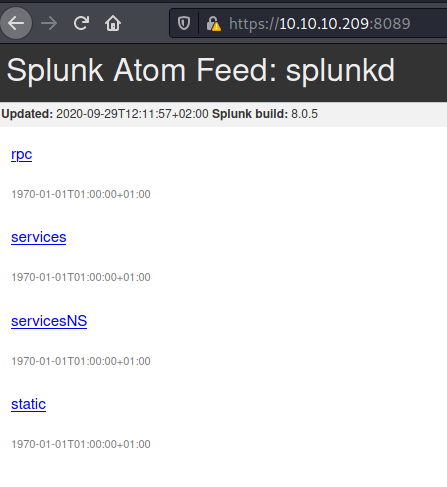 https://10.10.10.209:8089
Splunk Atom Feed: splunkd
Updated: 2020-09-29T12:11:57+02:00 Splunk build: 8.0.5
rpc
1970-01-01T01:00:00+01:00
services
1970-01-01T01:00:00+01:00
servicesNS
1970-01-01T01:00:00+01:00
static
1970-01-01T01:00:00+01:00